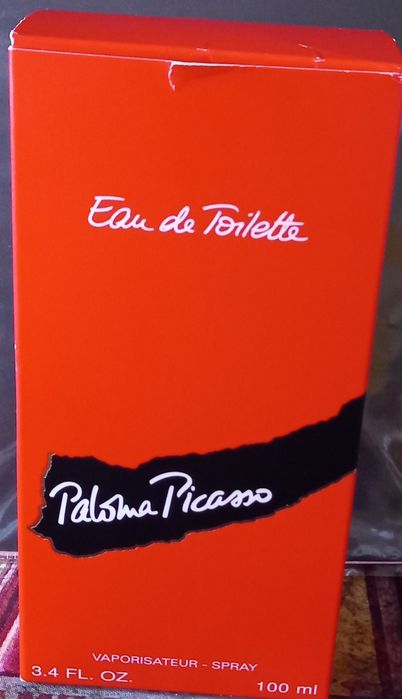 Eau de Toilette
Paloma Picasso
VAPORISATEUR - SPRAY
3.4 FL. OZ.
100 ml